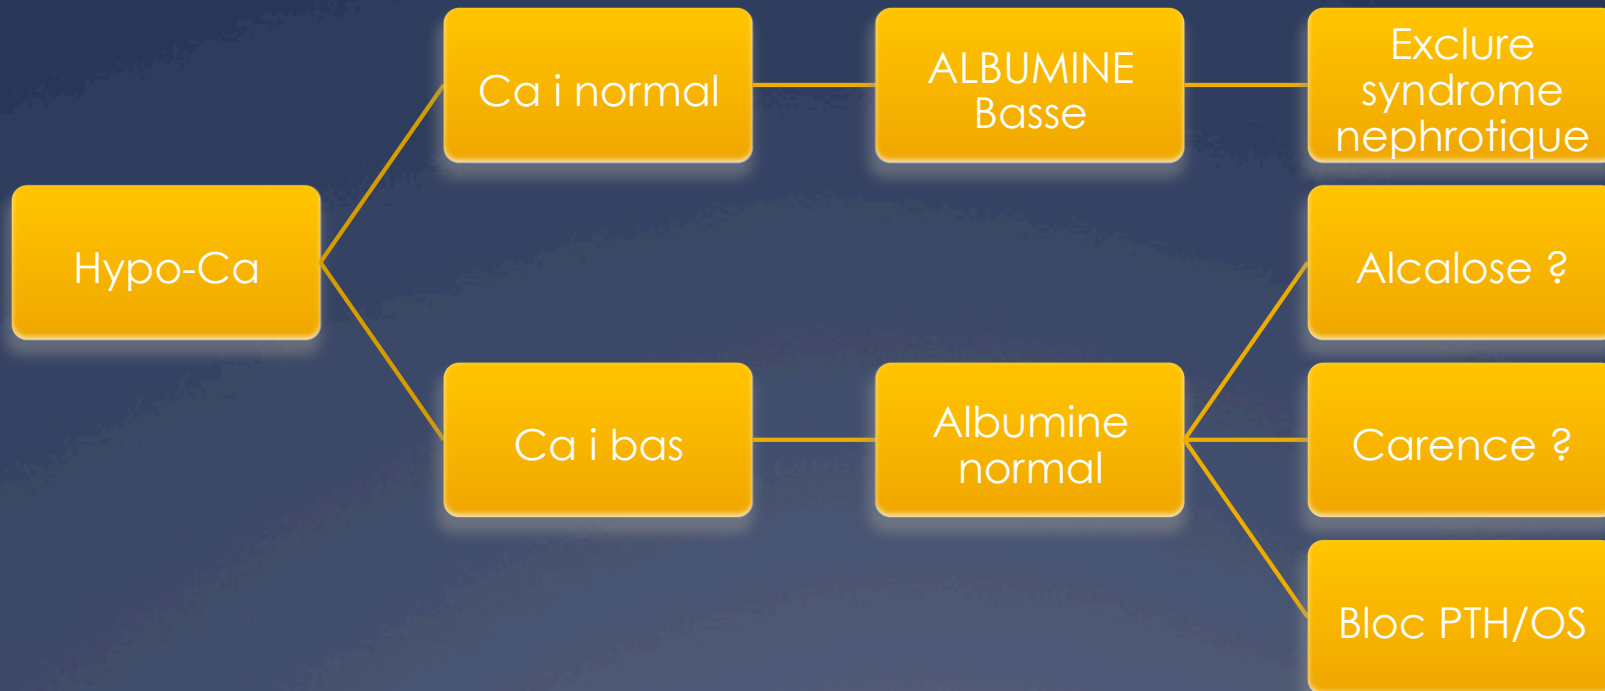 Hypo-Ca
Ca i normal
ALBUMINE
Basse
Exclure
syndrome
nephrotique
Ca i bas
Albumine
normal
Alcalose ?
Carence ?
Bloc PTH/OS